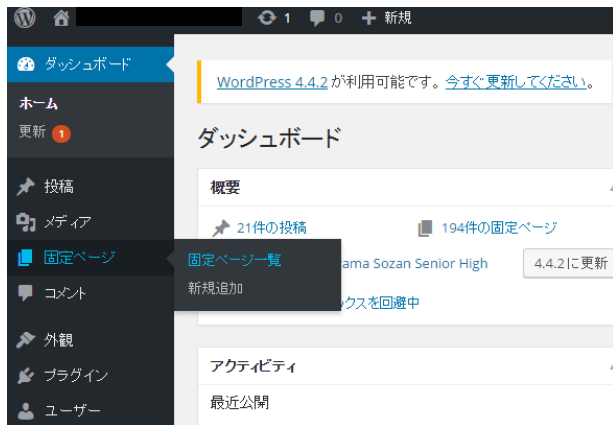 1 0 新規
ダッシュボード
ホーム
更新 1
投稿
メディア
固定ページ
コメント
外観
プラグイン
ユーザー
固定ページ一覧
新規追加
WordPress 4.4.2 が利用可能です。今すぐ更新してください。
ダッシュボード
概要
21件の投稿 194件の固定ページ
ama Sozan Senior High 4.4.2に更新
ックスを回避中
アクティビティ
最近公開